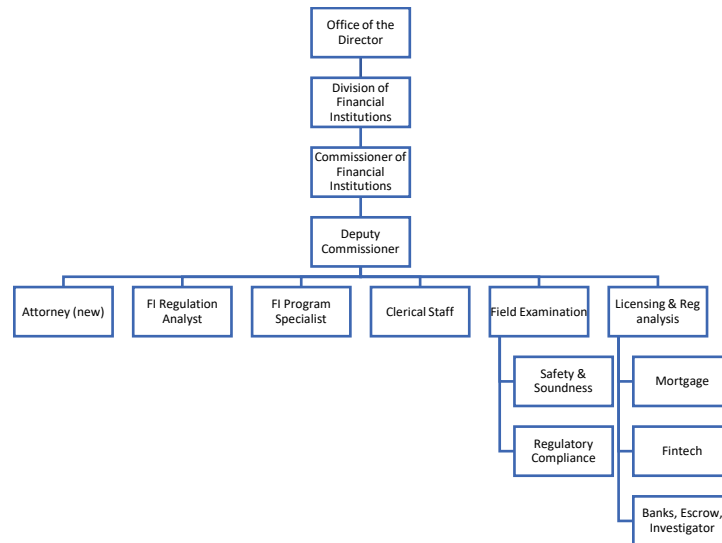 Office of the
Director
Division of
Financial
Institutions
Commissioner of
Financial
Institutions
Deputy
Commissioner
Attorney (new)
FI Regulation
Analyst
FI Program
Specialist
Clerical Staff
Field Examination
Licensing & Reg
analysis
Safety &
Soundness
Regulatory
Compliance
Mortgage
Fintech
Banks, Escrow,
Investigator